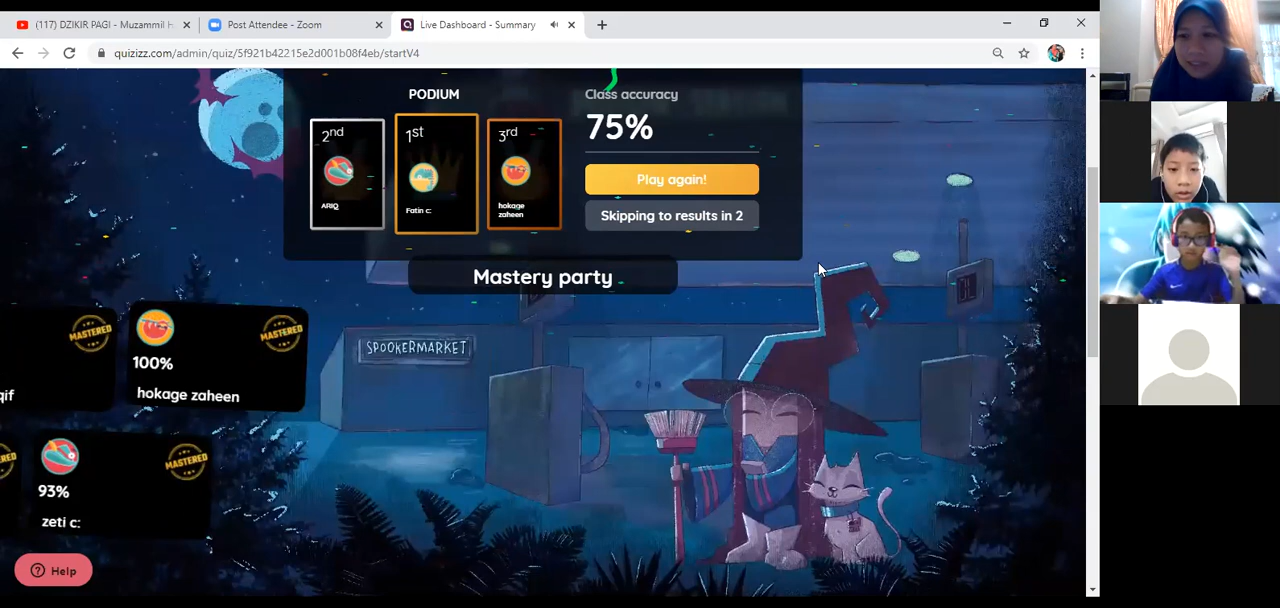 (117) DZIKIR PAGI - Muzammil H
Post Attendee - Zoom
Live Dashboard - Summary
quizizz.com/admin/quiz/5f921b42215e2d001b08f4eb/startV4
PODIUM
2nd
ARIQ
1st
Fatin c:
3rd
hokage
zaheen
Class accuracy
75%
Play again!
Skipping to results in 2
Mastery party
MASTERED
qif
100%
MASTERED
hokage zaheen
93%
MASTERED
zeti c:
SPOOKERMARKET
Help